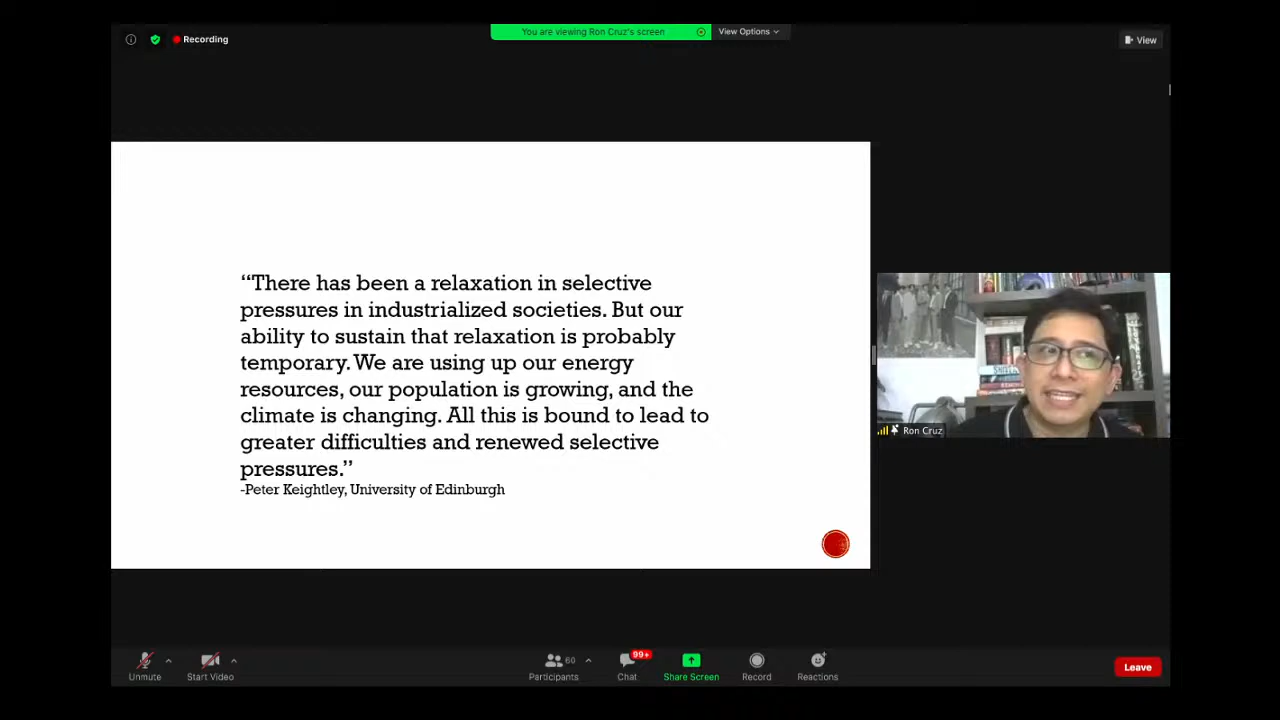 Recording
You are viewing Ron Cruz's screen
View Options
View
“There has been a relaxation in selective
pressures in industrialized societies. But our
ability to sustain that relaxation is probably
temporary. We are using up our energy
resources, our population is growing, and the
climate is changing. All this is bound to lead to
greater difficulties and renewed selective
pressures.”
-Peter Keightley, University of Edinburgh
Ron Cruz
Unmute
Start Video
60
Participants
99+
Chat
Share Screen
Record
Reactions
Leave